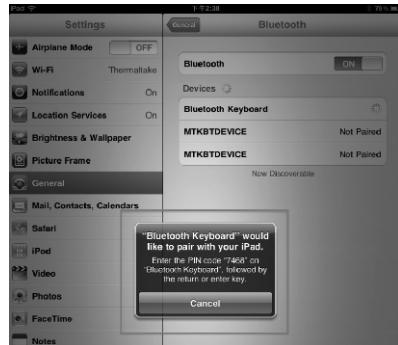 iPad 下午2:38 79%
Settings
General
Bluetooth
Airplane Mode OFF
Wi-Fi Thermaltake
Notifications On
Location Services On
Brightness & Wallpaper
Picture Frame
General
Mail, Contacts, Calendars
Safari
iPod
Video
Photos
FaceTime
Notes
Bluetooth ON
Devices
Bluetooth Keyboard
MTKBTDEVICE Not Paired
MTKBTDEVICE Not Paired
Now Discoverable
"Bluetooth Keyboard" would
like to pair with your iPad.
Enter the PIN code "7468" on
"Bluetooth Keyboard", followed by
the return or enter key.
Cancel